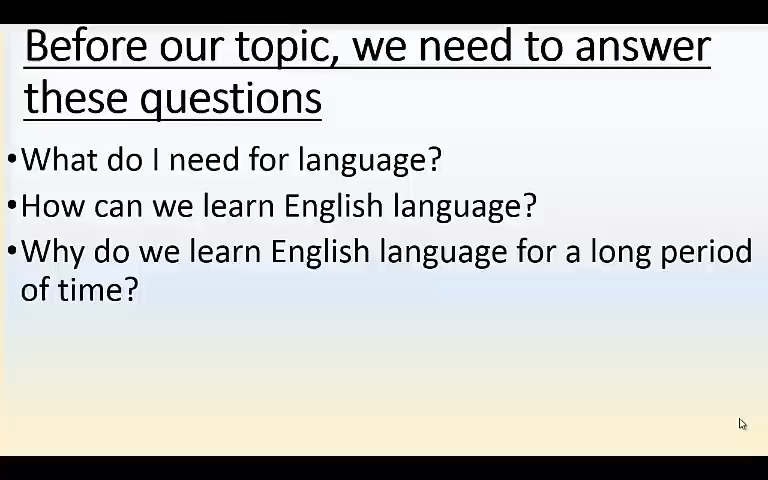 Before our topic, we need to answer
these questions
•What do I need for language?
•How can we learn English language?
•Why do we learn English language for a long period
of time?